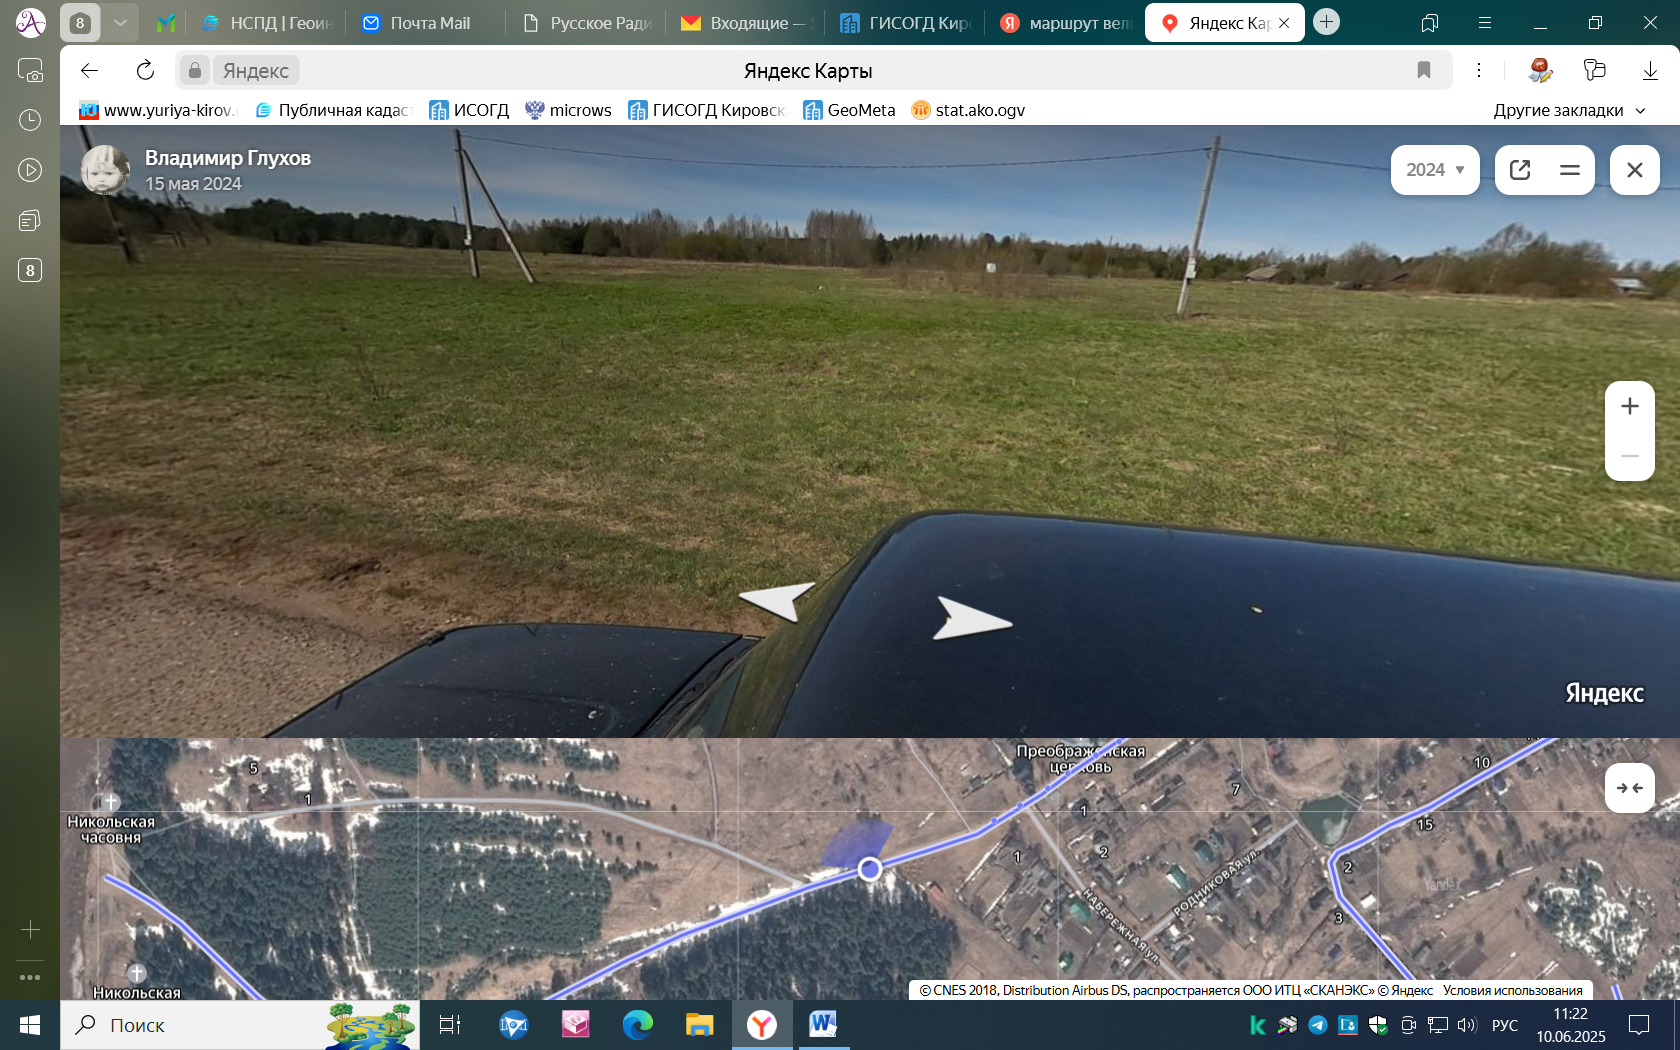 8
НСПД | Геоин
Почта Mail
Русское Ради
Входящие —
ГИСОГД Киро
маршрут вел
Яндекс Кар
Яндекс
Яндекс Карты
www.yuriya-kirov.
Публичная кадаст
ИСОГД
microws
ГИСОГД Кировск
GeoMeta
stat.ako.ogv
Другие закладки
8
Владимир Глухов
15 мая 2024
2024
Яндекс
Преображенская
церковь
5
1
Никольская
часовня
10
7
1
15
1
2
2
3
РОДНИКОВАЯ ул.
НАБЕРЕЖНАЯ ул.
Yandex
Никольская
© CNES 2018, Distribution Airbus DS, распространяется ООО ИТЦ «СКАНЭКС» © Яндекс Условия использования
Поиск
РУС
11:22
10.06.2025